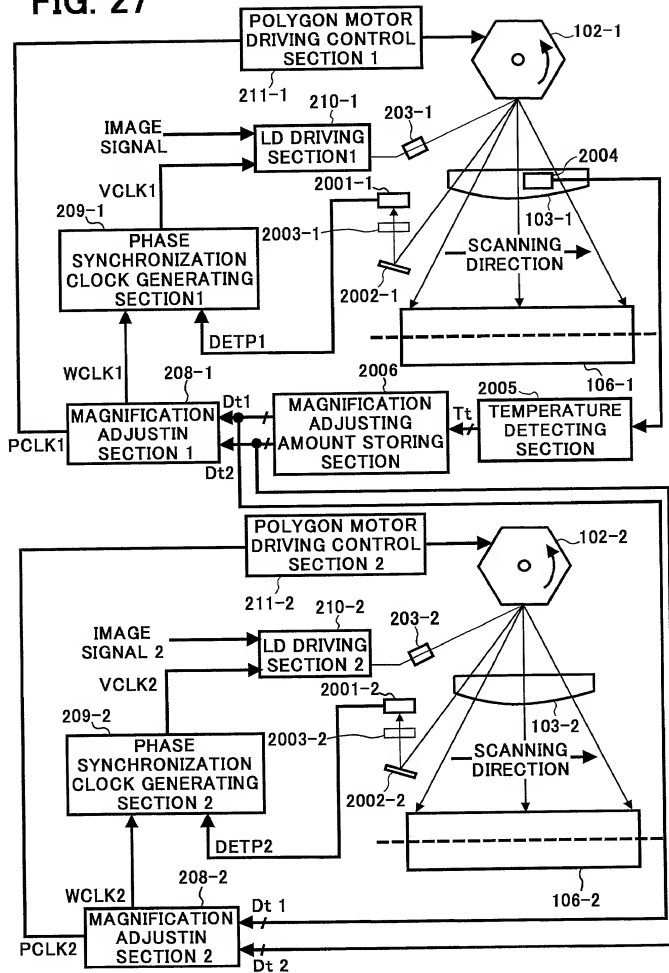 FIG. 27
POLYGON MOTOR
DRIVING CONTROL
SECTION 1
211-1
102-1
IMAGE
SIGNAL
210-1
LD DRIVING
SECTION1
203-1
2004
VCLK1
2001-1
103-1
209-1
PHASE
SYNCHRONIZATION
CLOCK GENERATING
SECTION1
2003-1
2002-1
SCANNING
DIRECTION
DETP1
WCLK1
208-1
2006
106-1
2005
PCLK1
MAGNIFICATION
ADJUSTIN
SECTION 1
Dt1
Dt2
MAGNIFICATION
ADJUSTING
AMOUNT STORING
SECTION
Tt
TEMPERATURE
DETECTING
SECTION
POLYGON MOTOR
DRIVING CONTROL
SECTION 2
211-2
102-2
IMAGE
SIGNAL 2
210-2
LD DRIVING
SECTION 2
203-2
VCLK2
2001-2
103-2
209-2
PHASE
SYNCHRONIZATION
CLOCK GENERATING
SECTION 2
2003-2
2002-2
SCANNING
DIRECTION
DETP2
WCLK2
208-2
106-2
PCLK2
MAGNIFICATION
ADJUSTIN
SECTION 2
Dt 1
Dt 2